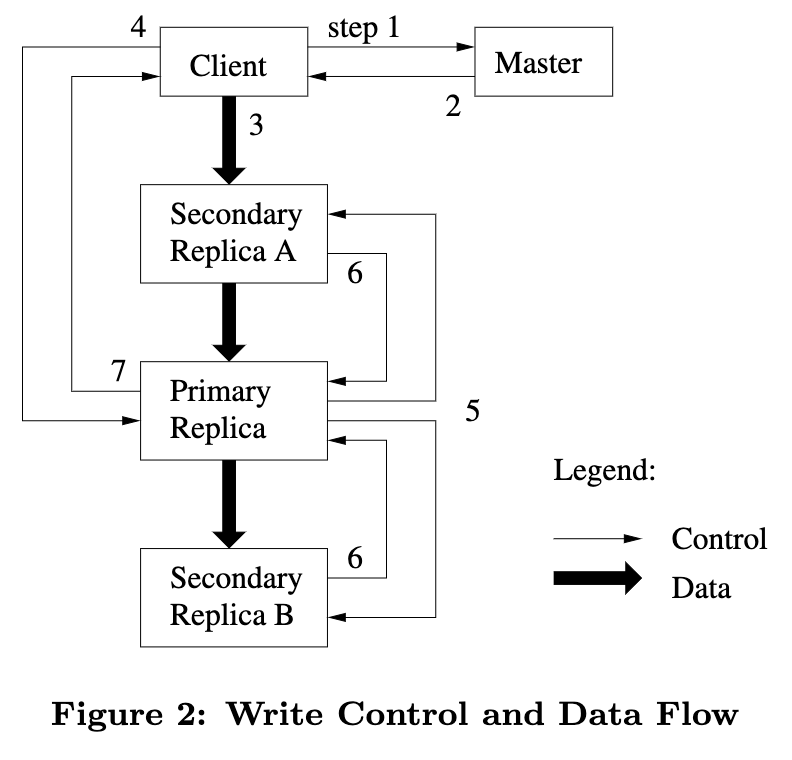 4
step 1
Client
Master
2
3
Secondary
Replica A
6
7
Primary
Replica
5
Legend:
Control
6
Secondary
Replica B
Data
Figure 2: Write Control and Data Flow